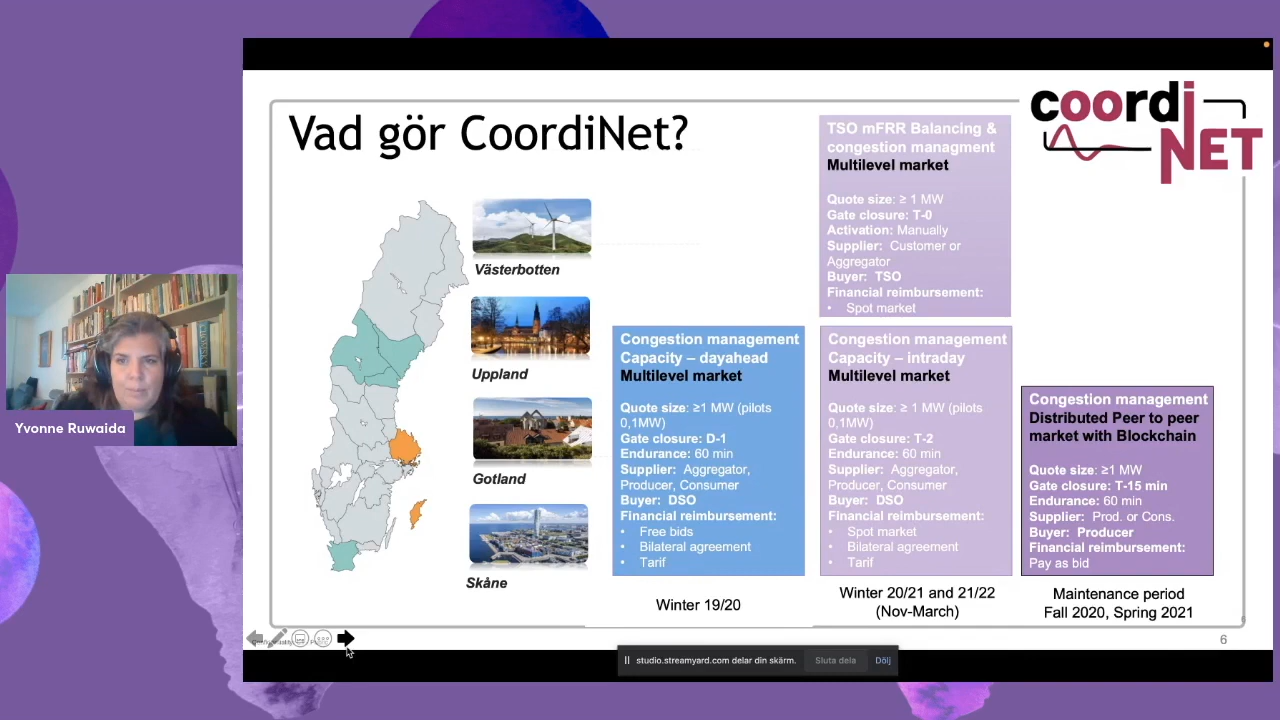 Vad gör CoordiNet?
coordi
NET
Västerbotten
Uppland
Gotland
Skåne
TSO mFRR Balancing &
congestion managment
Multilevel market
Quote size: ≥ 1 MW
Gate closure: T-0
Activation: Manually
Supplier: Customer or
Aggregator
Buyer: TSO
Financial reimbursement:
• Spot market
Congestion management
Capacity – dayahead
Multilevel market
Quote size: ≥1 MW (pilots
0,1MW)
Gate closure: D-1
Endurance: 60 min
Supplier: Aggregator,
Producer, Consumer
Buyer: DSO
Financial reimbursement:
• Free bids
• Bilateral agreement
• Tarif
Winter 19/20
Congestion management
Capacity – intraday
Multilevel market
Quote size: ≥ 1 MW (pilots
0,1MW)
Gate closure: T-2
Endurance: 60 min
Supplier: Aggregator,
Producer, Consumer
Buyer: DSO
Financial reimbursement:
• Spot market
• Bilateral agreement
• Tarif
Winter 20/21 and 21/22
(Nov-March)
Congestion management
Distributed Peer to peer
market with Blockchain
Quote size: ≥1 MW
Gate closure: T-15 min
Endurance: 60 min
Supplier: Prod. or Cons.
Buyer: Producer
Financial reimbursement:
Pay as bid
Maintenance period
Fall 2020, Spring 2021
6
Yvonne Ruwaida
studio.streamyard.com delar din skärm.
Sluta dela
Dölj